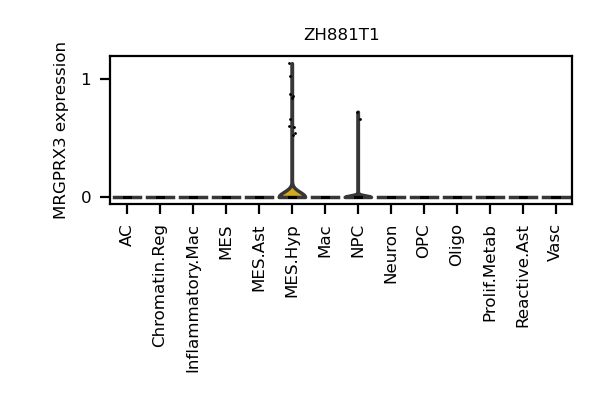 ZH881T1
MRGPRX3 expression
1
0
AC
Chromatin.Reg
Inflammatory.Mac
MES
MES.Ast
MES.Hyp
Mac
NPC
Neuron
OPC
Oligo
Prolif.Metab
Reactive.Ast
Vasc